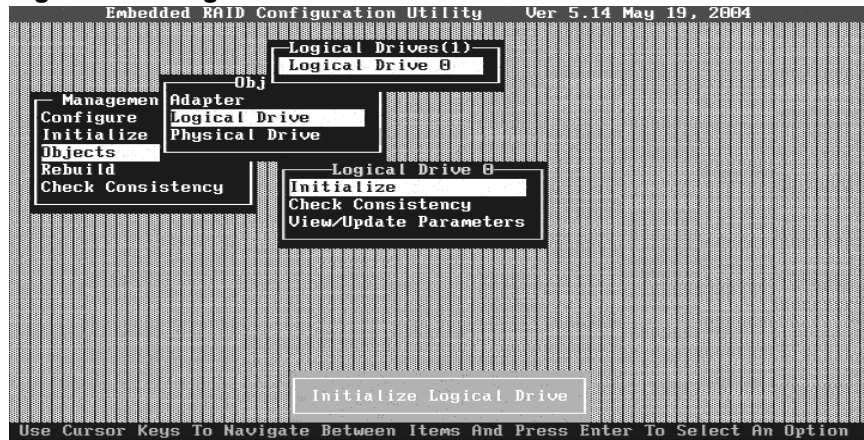 Embedded RAID Configuration Utility Ver 5.14 May 19, 2004
Logical Drives(1)
Logical Drive 0
Obj
Adapter
Logical Drive
Physical Drive
Managemen
Configure
Initialize
Objects
Rebuild
Check Consistency
Logical Drive 0
Initialize
Check Consistency
View/Update Parameters
Initialize Logical Drive
Use Cursor Keys To Navigate Between Items And Press Enter To Select An Option